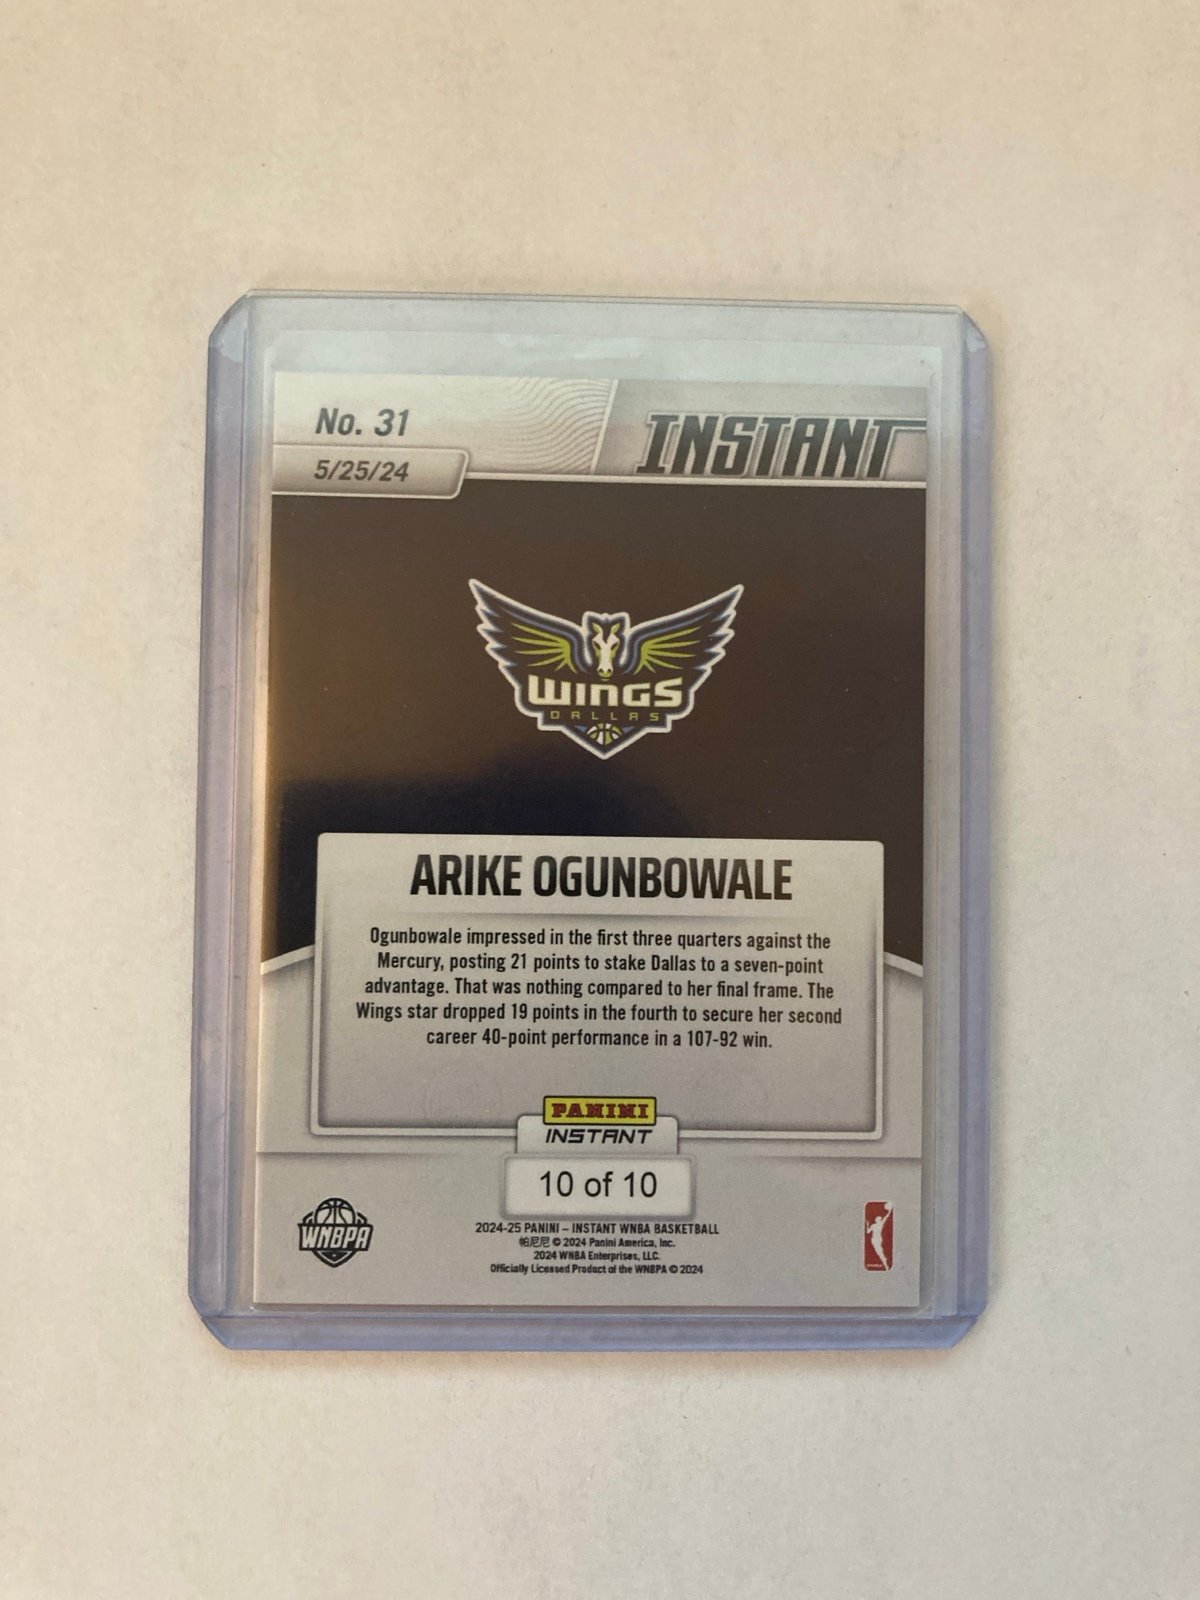 No. 31
INSTANT
5/25/24
WINGS
DALLAS
ARIKE OGUNBOWALE
Ogunbowale impressed in the first three quarters against the
Mercury, posting 21 points to stake Dallas to a seven-point
advantage. That was nothing compared to her final frame. The
Wings star dropped 19 points in the fourth to secure her second
career 40-point performance in a 107-92 win.
PANINI
INSTANT
10 of 10
WNBPA
2024-25 PANINI – INSTANT WNBA BASKETBALL
帕尼尼 © 2024 Panini America, Inc.
2024 WNBA Enterprises, LLC.
Officially Licensed Product of the WNBPA © 2024